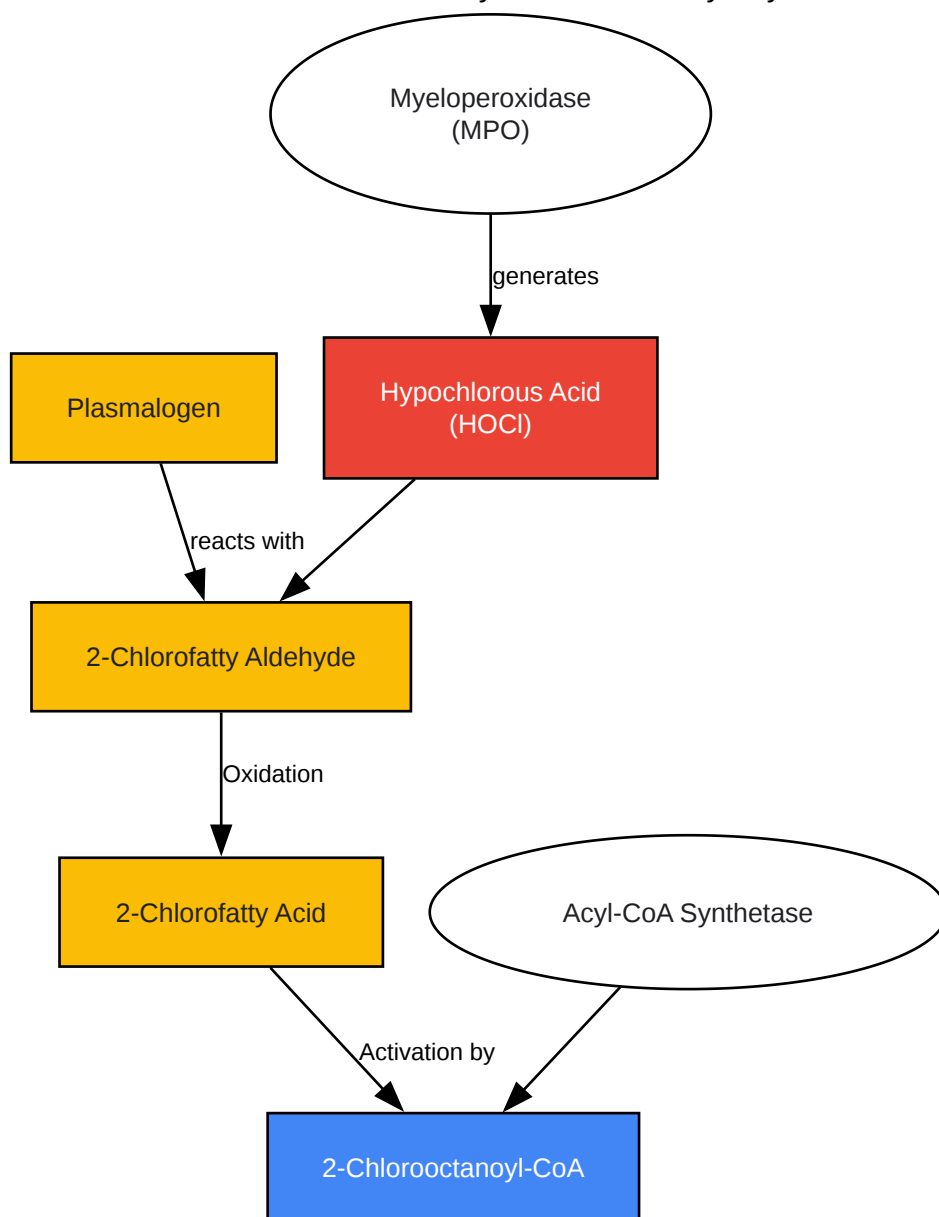 Myeloperoxidase
(MPO)
generates
Plasmalogen
Hypochlorous Acid
(HOCl)
reacts with
2-Chlorofatty Aldehyde
Oxidation
2-Chlorofatty Acid
Acyl-CoA Synthetase
Activation by
2-Chlorooctanoyl-CoA